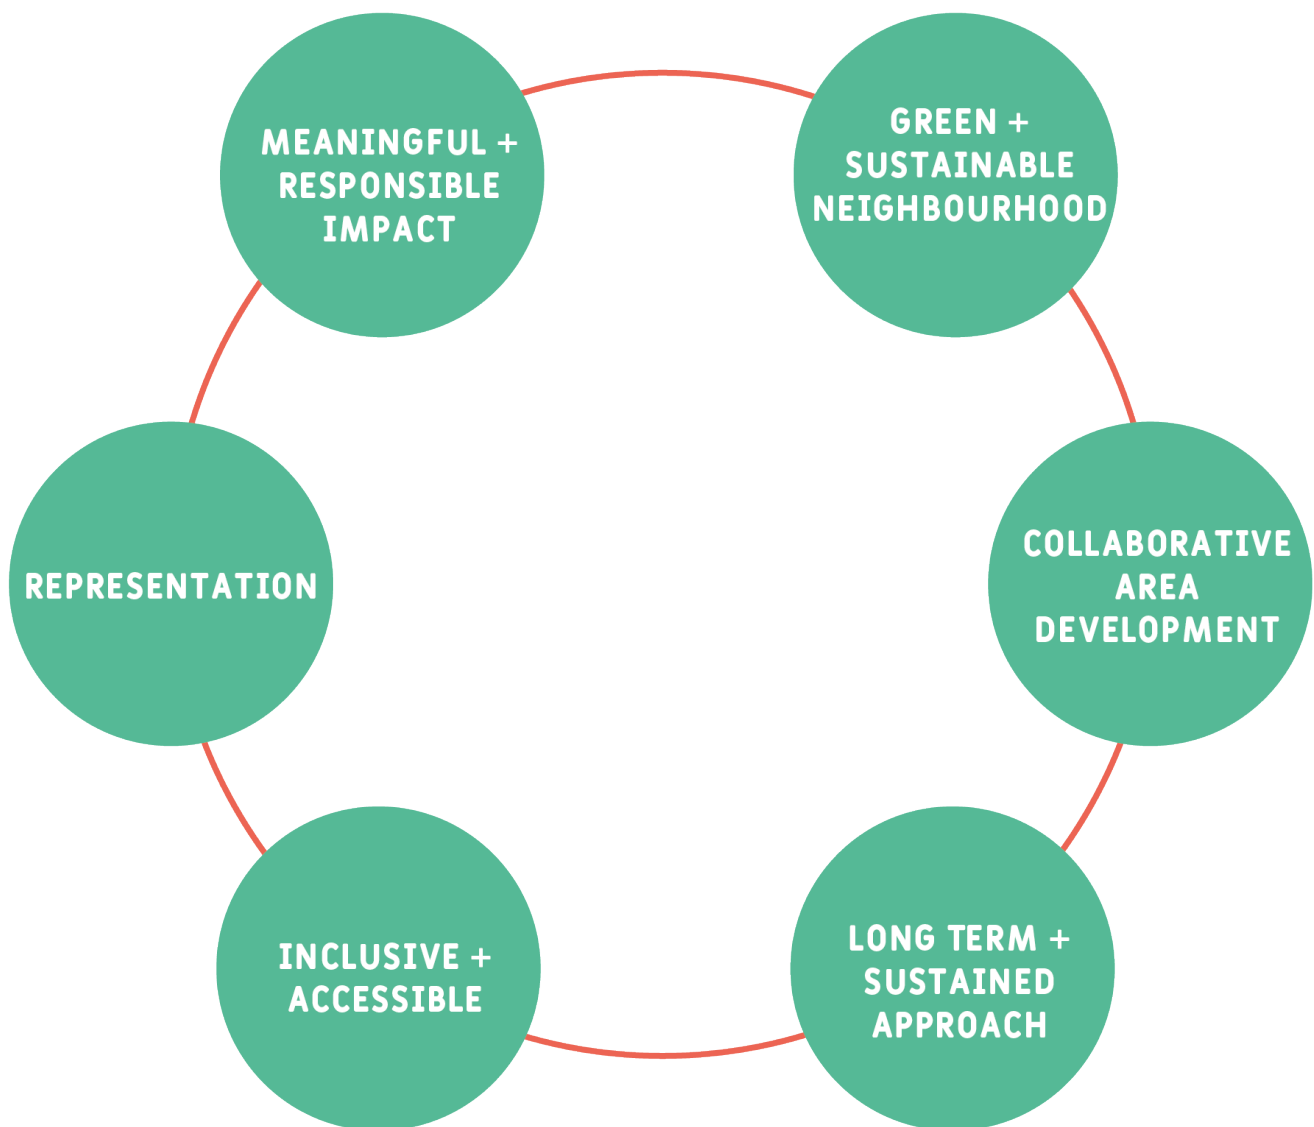 MEANINGFUL +
RESPONSIBLE
IMPACT
GREEN +
SUSTAINABLE
NEIGHBOURHOOD
REPRESENTATION
COLLABORATIVE
AREA
DEVELOPMENT
INCLUSIVE +
ACCESSIBLE
LONG TERM +
SUSTAINED
APPROACH